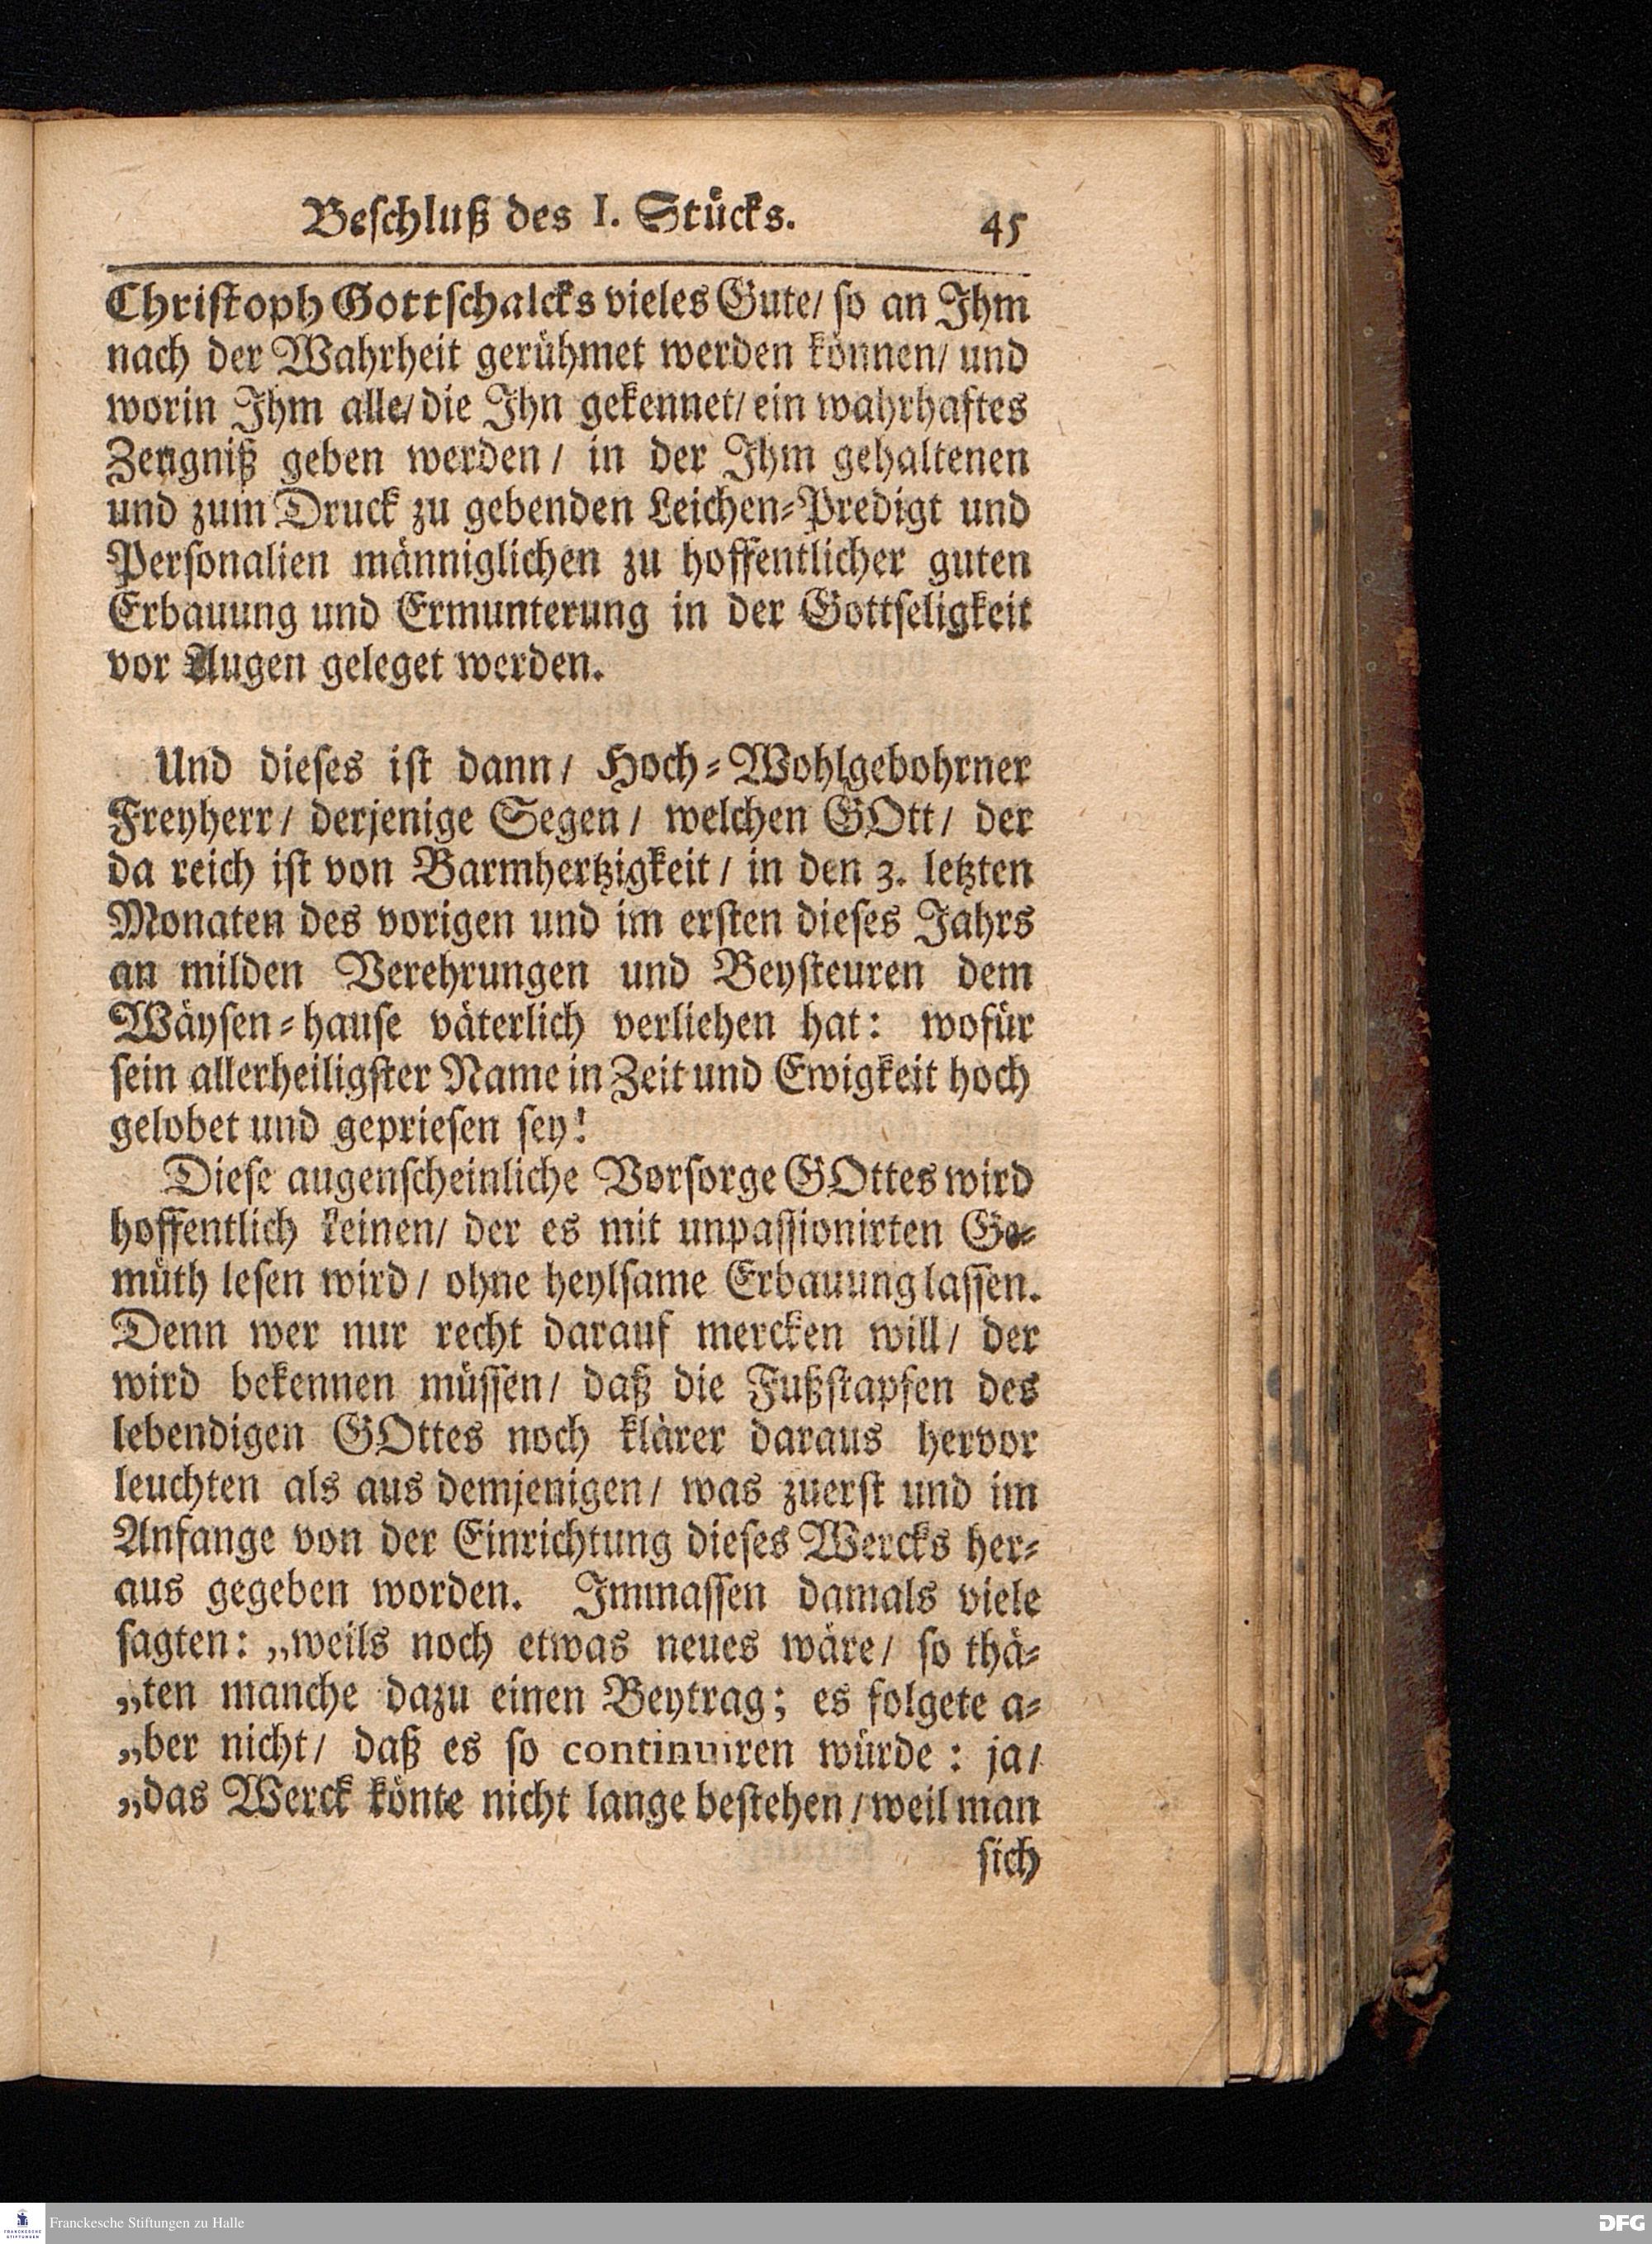 Beſchluß des I. Stücks. 45
Chriſtoph Gottſchalcks vieles Gute/ ſo an Ihm
nach der Wahrheit gerühmet werden können/ und
worin Ihm alle/ die Ihn gekennet/ ein wahrhaftes
Zeugniß geben werden/ in der Ihm gehaltenen
und zum Druck zu gebenden Leichen-Predigt und
Perſonalien männiglichen zu hoffentlicher guten
Erbauung und Ermunterung in der Gottſeligkeit
vor Augen geleget werden.
Und dieſes iſt dann/ Hoch-Wohlgebohrner
Freyherr/ derjenige Segen/ welchen GOtt/ der
da reich iſt von Barmhertzigkeit/ in den 3. letzten
Monaten des vorigen und im erſten dieſes Jahrs
an milden Verehrungen und Beyſteuren dem
Wäyſen-hauſe väterlich verliehen hat: wofür
ſein allerheiligſter Name in Zeit und Ewigkeit hoch
gelobet und geprieſen ſey!
Dieſe augenſcheinliche Vorſorge GOttes wird
hoffentlich keinen/ der es mit unpaſſionirten Ge-
müth leſen wird/ ohne heylſame Erbauung laſſen.
Denn wer nur recht darauf mercken will/ der
wird bekennen müſſen/ daß die Fußſtapfen des
lebendigen GOttes noch klärer daraus hervor
leuchten als aus demjenigen/ was zuerſt und im
Anfange von der Einrichtung dieſes Wercks her-
aus gegeben worden. Immaſſen damals viele
ſagten: „weils noch etwas neues wäre/ ſo thä-
„ten manche dazu einen Beytrag; es folgete a-
„ber nicht/ daß es ſo continuiren würde: ja/
„das Werck könte nicht lange beſtehen/ weil man
ſich
FRANCKESCHE STIFTUNGEN
Franckesche Stiftungen zu Halle
DFG